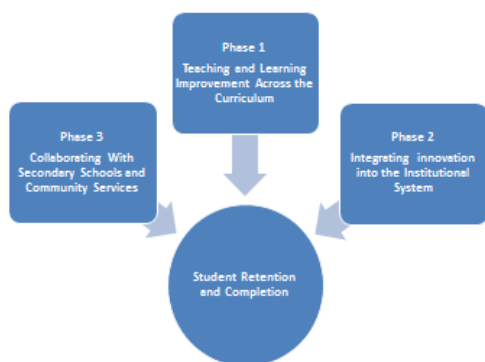 Phase 1
Teaching and Learning
Improvement Across the
Curriculum
Phase 3
Collaborating With
Secondary Schools and
Community Services
Phase 2
Integrating innovation
into the Institutional
System
Student Retention
and Completion